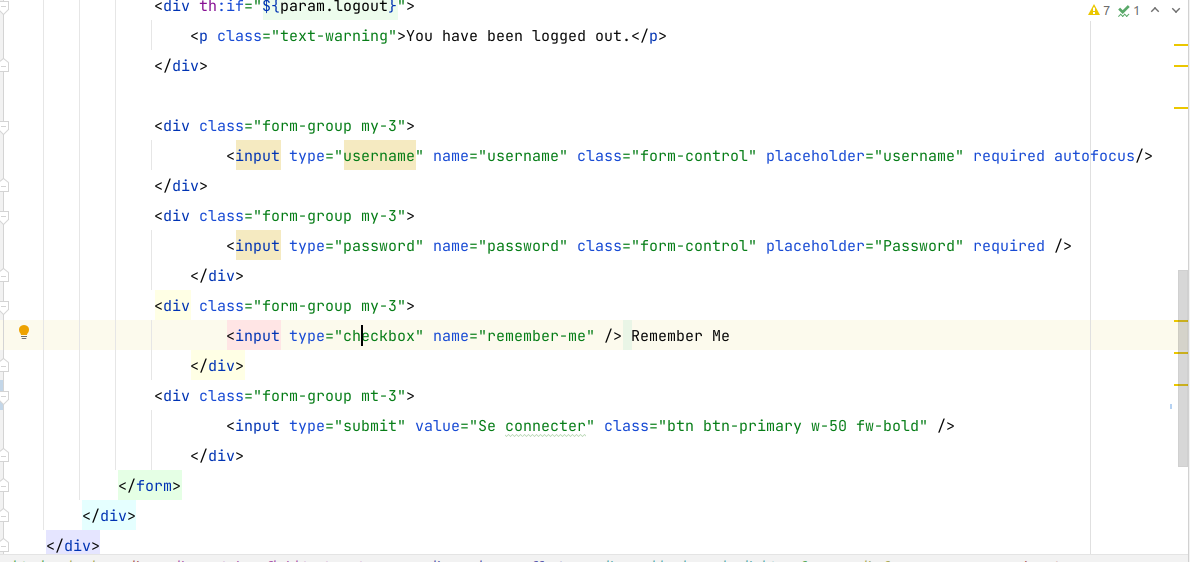 <div th:if="${param.logout}">
<p class="text-warning">You have been logged out.</p>
</div>
7 1
<div class="form-group my-3">
<input type="username" name="username" class="form-control" placeholder="username" required autofocus/>
</div>
<div class="form-group my-3">
<input type="password" name="password" class="form-control" placeholder="Password" required />
</div>
<div class="form-group my-3">
<input type="checkbox" name="remember-me" /> Remember Me
</div>
<div class="form-group mt-3">
<input type="submit" value="Se connecter" class="btn btn-primary w-50 fw-bold" />
</div>
</form>
</div>
</div>